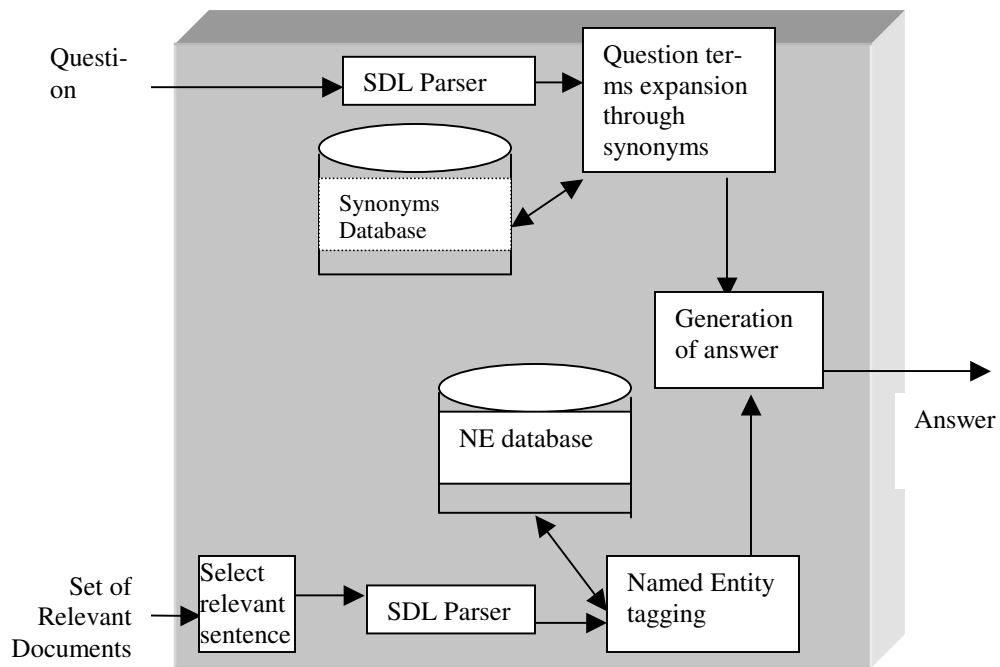 Questi-
on
SDL Parser
Question ter-
ms expansion
through
synonyms
Synonyms
Database
Generation
of answer
Answer
NE database
Set of
Relevant
Documents
Select
relevant
sentence
SDL Parser
Named Entity
tagging